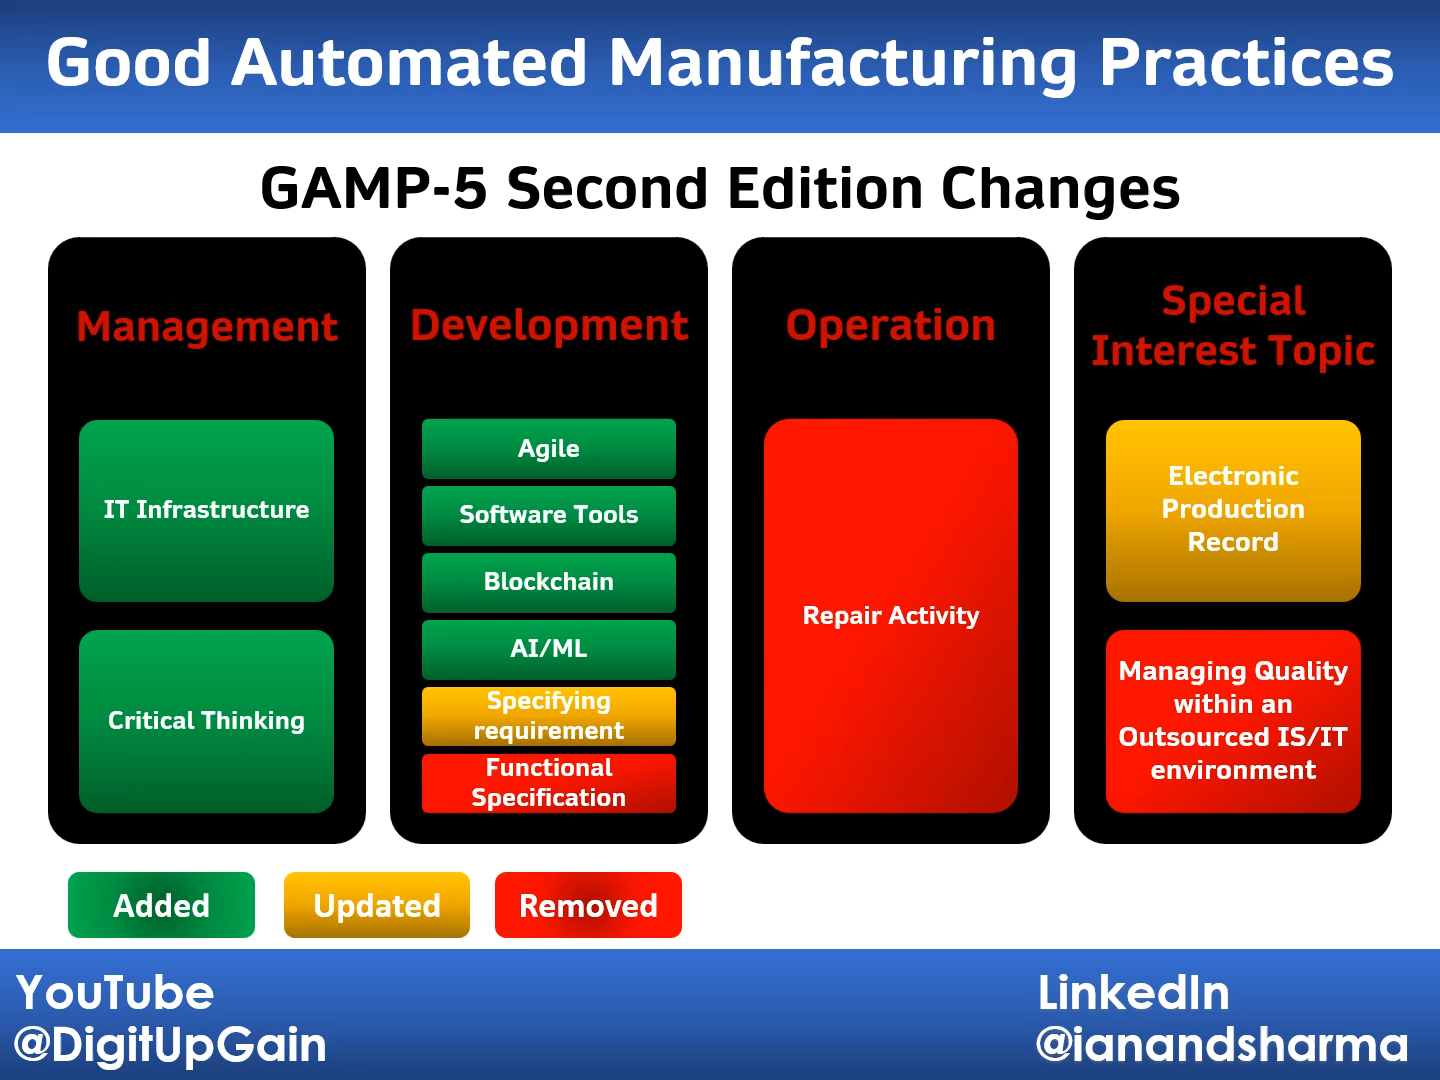 Good Automated Manufacturing Practices
GAMP-5 Second Edition Changes
Management
IT Infrastructure
Critical Thinking
Development
Agile
Software Tools
Blockchain
AI/ML
Specifying
requirement
Functional
Specification
Operation
Repair Activity
Special
Interest Topic
Electronic
Production
Record
Managing Quality
within an
Outsourced IS/IT
environment
Added
Updated
Removed
YouTube
@DigitUpGain
LinkedIn
@ianandsharma